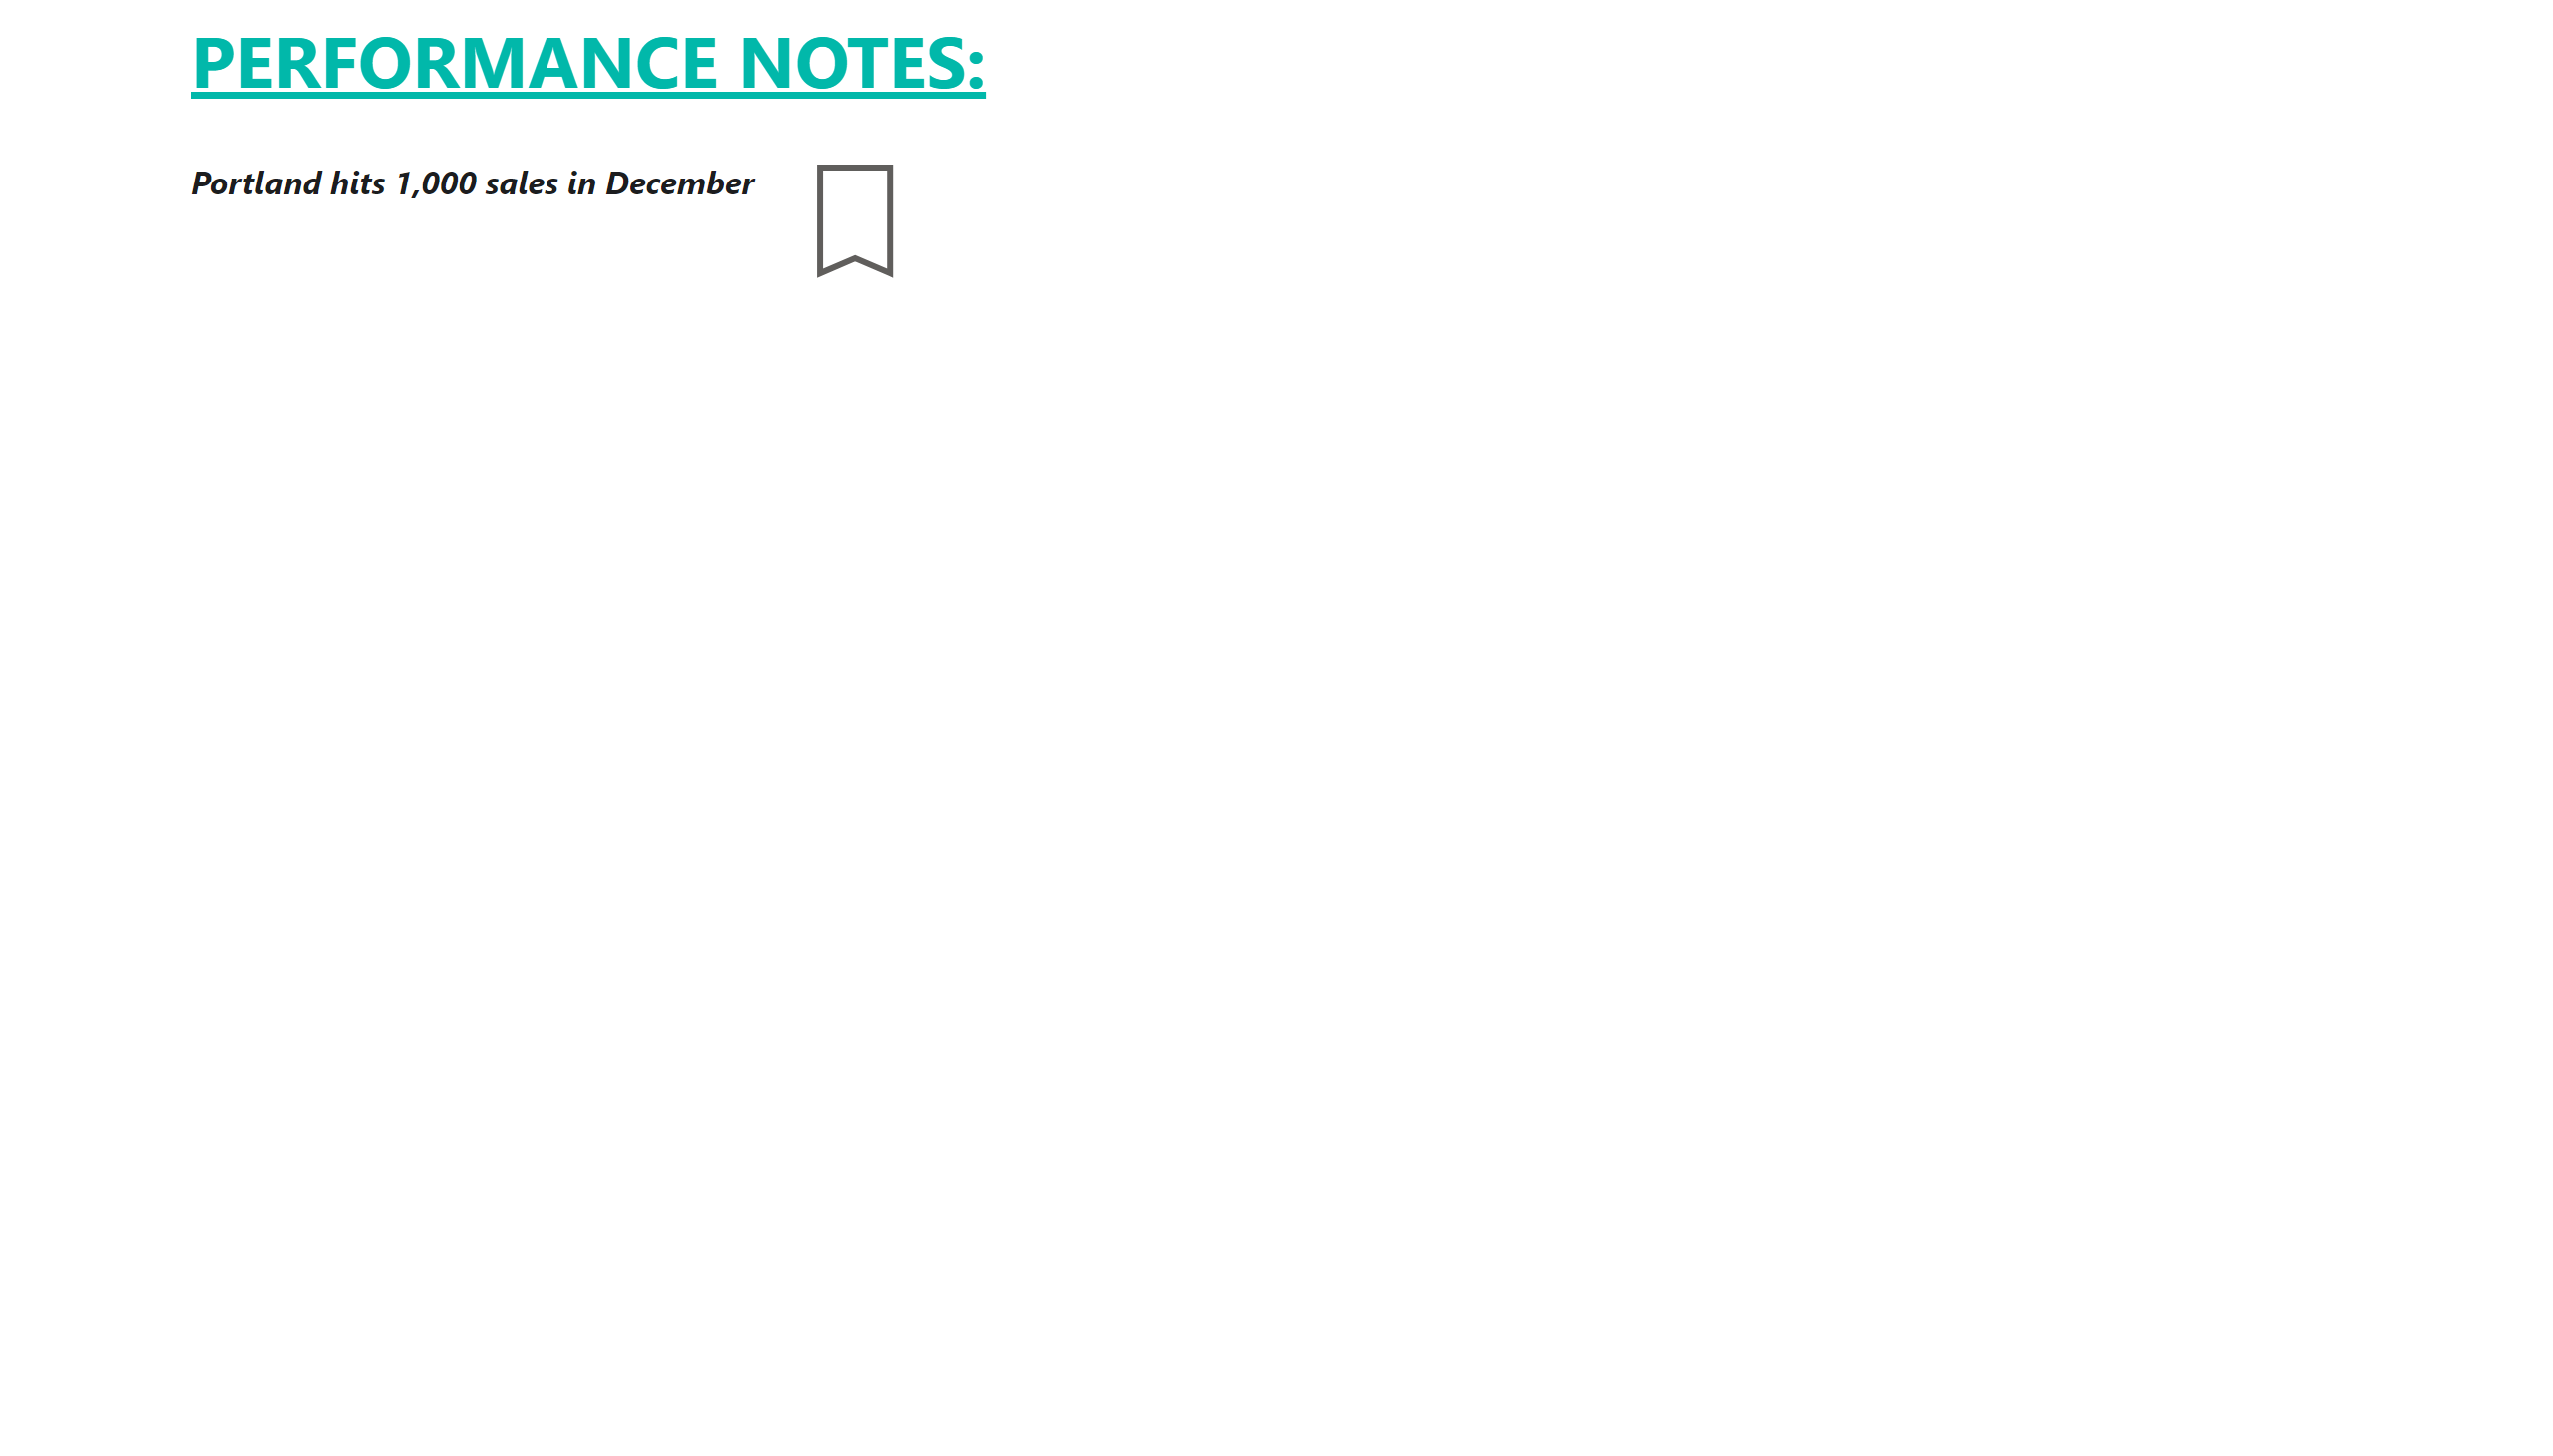 PERFORMANCE NOTES:
Portland hits 1,000 sales in December